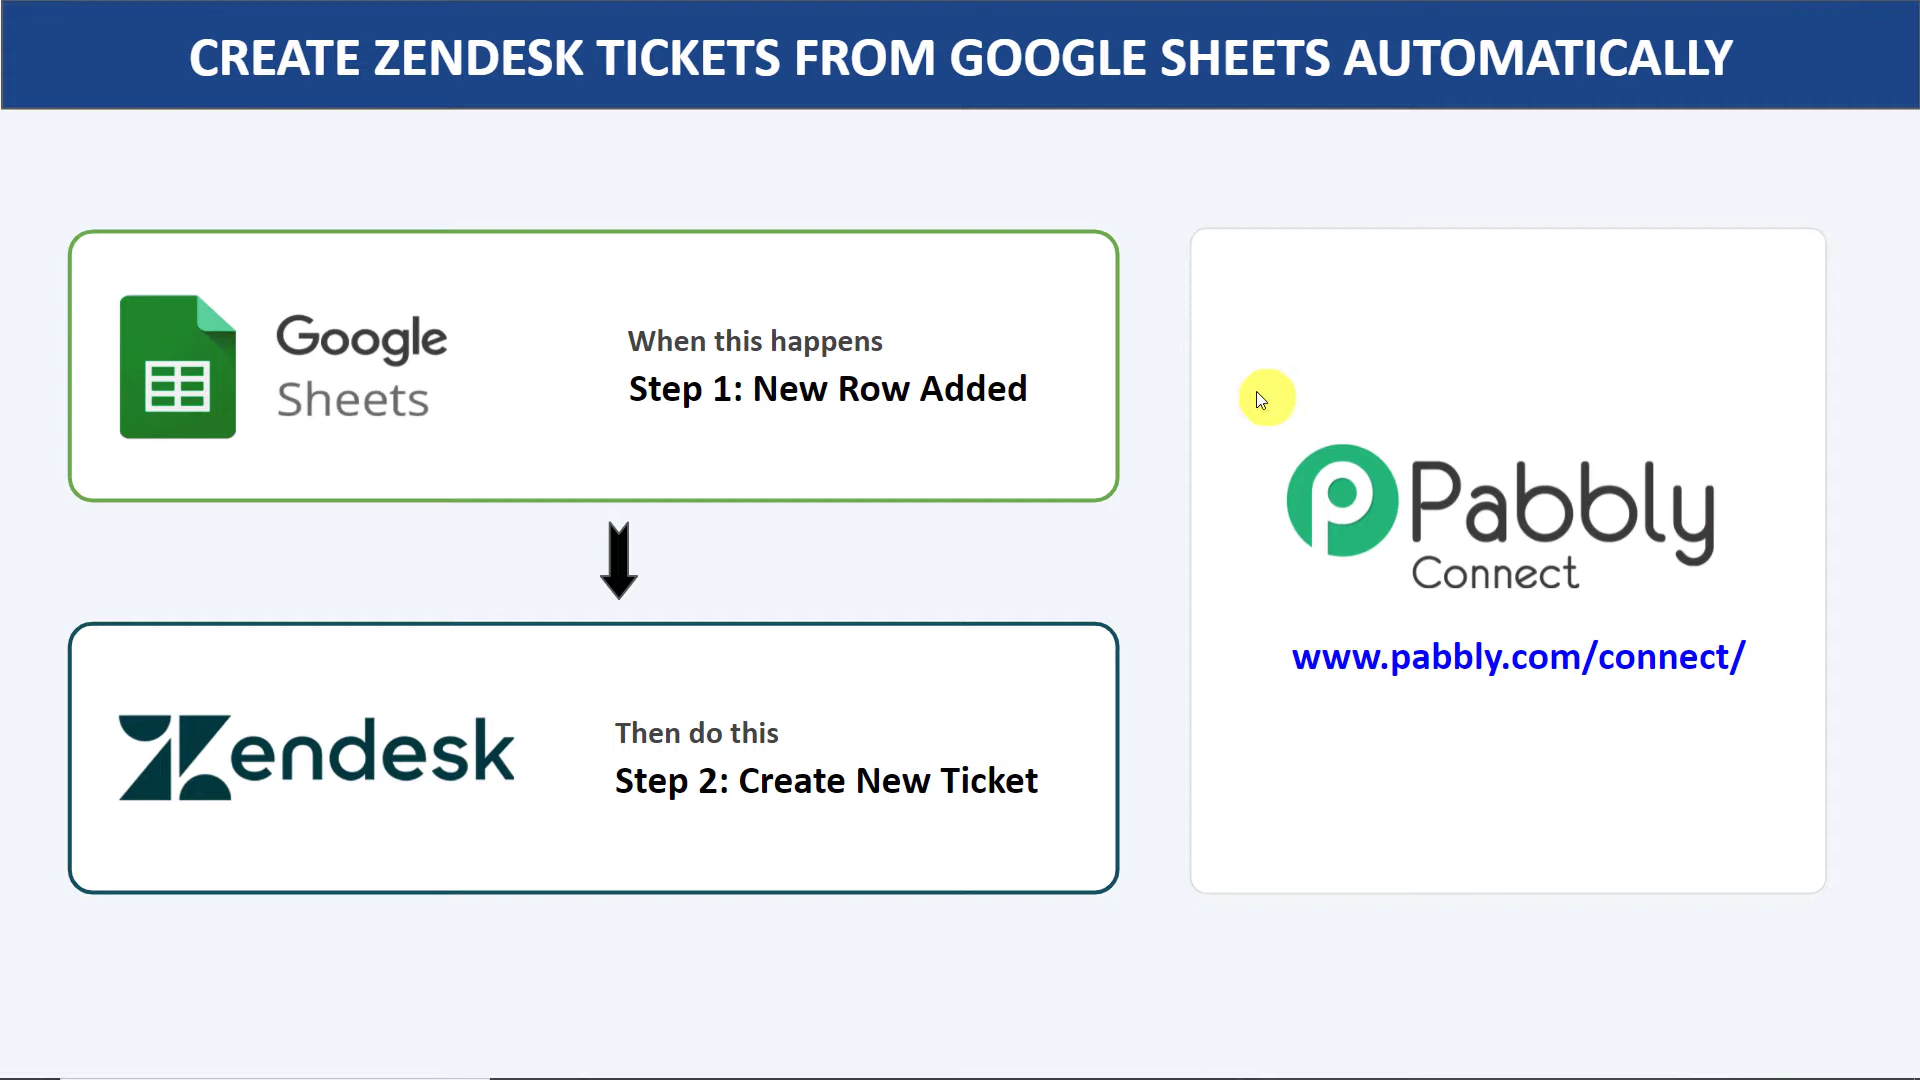 CREATE ZENDESK TICKETS FROM GOOGLE SHEETS AUTOMATICALLY
Google
Sheets
When this happens
Step 1: New Row Added
Zendesk
Then do this
Step 2: Create New Ticket
Pabbly
Connect
www.pabbly.com/connect/